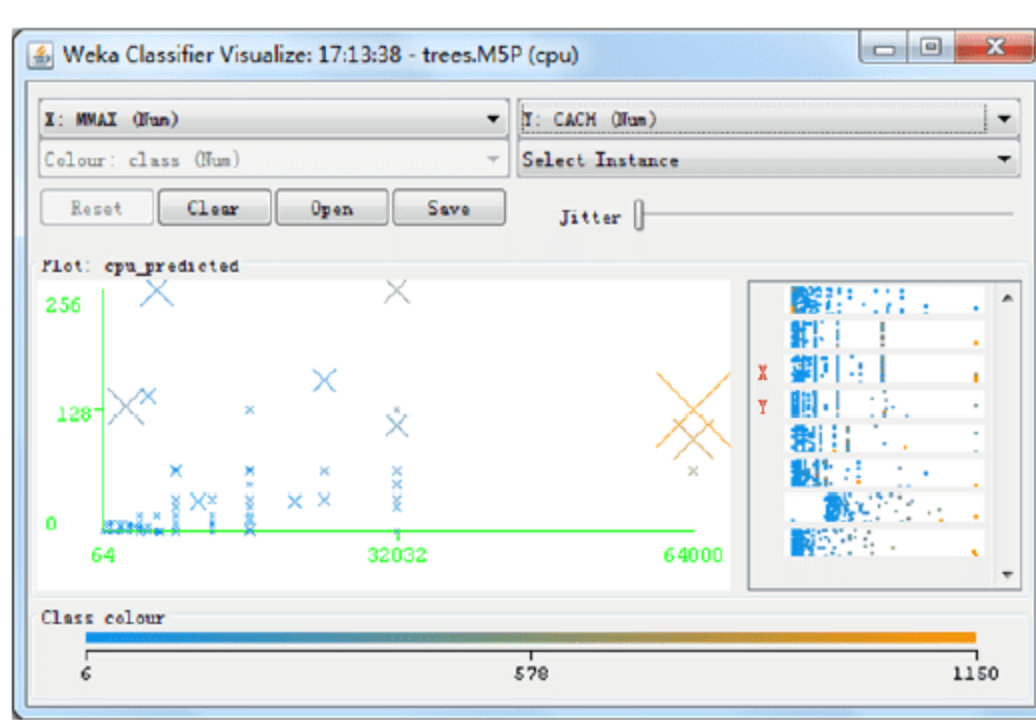 Weka Classifier Visualize: 17:13:38 - trees.M5P (cpu)
X: MMAX (Num)
Y: CACH (Num)
Colour: class (Num)
Select Instance
Reset
Clear
Open
Save
Jitter
Plot: cpu_predicted
256
128
0
64
32032
64000
X
Y
Class colour
6
578
1150